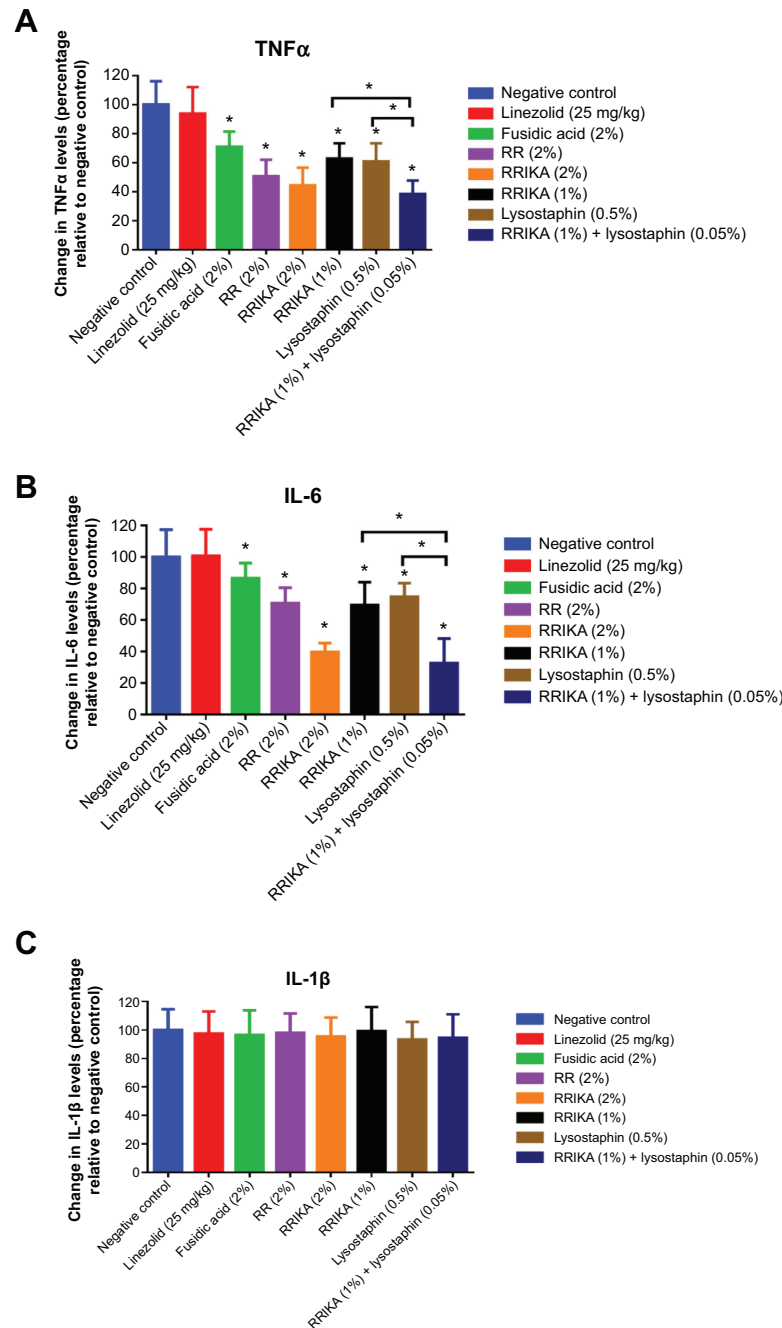 A
TNFα
Change in TNFα levels (percentage
relative to negative control)
120
100
80
60
40
20
0
*
*
*
*
*
*
*
*
Negative control
Linezolid (25 mg/kg)
Fusidic acid (2%)
RR (2%)
RRIKA (2%)
RRIKA (1%)
Lysostaphin (0.5%)
RRIKA (1%) + lysostaphin (0.05%)
Negative control
Linezolid (25 mg/kg)
Fusidic acid (2%)
RR (2%)
RRIKA (2%)
RRIKA (1%)
Lysostaphin (0.5%)
RRIKA (1%) + lysostaphin (0.05%)
B
IL-6
Change in IL-6 levels (percentage
relative to negative control)
120
100
80
60
40
20
0
*
*
*
*
*
*
*
*
Negative control
Linezolid (25 mg/kg)
Fusidic acid (2%)
RR (2%)
RRIKA (2%)
RRIKA (1%)
Lysostaphin (0.5%)
RRIKA (1%) + lysostaphin (0.05%)
Negative control
Linezolid (25 mg/kg)
Fusidic acid (2%)
RR (2%)
RRIKA (2%)
RRIKA (1%)
Lysostaphin (0.5%)
RRIKA (1%) + lysostaphin (0.05%)
C
IL-1β
Change in IL-1β levels (percentage
relative to negative control)
120
100
80
60
40
20
0
Negative control
Linezolid (25 mg/kg)
Fusidic acid (2%)
RR (2%)
RRIKA (2%)
RRIKA (1%)
Lysostaphin (0.5%)
RRIKA (1%) + lysostaphin (0.05%)
Negative control
Linezolid (25 mg/kg)
Fusidic acid (2%)
RR (2%)
RRIKA (2%)
RRIKA (1%)
Lysostaphin (0.5%)
RRIKA (1%) + lysostaphin (0.05%)